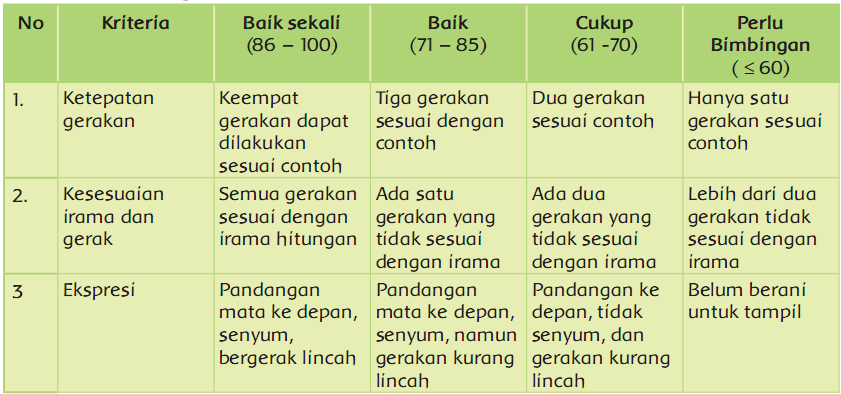 No
Kriteria
Baik sekali
(86 – 100)
Baik
(71 – 85)
Cukup
(61 -70)
Perlu
Bimbingan
( ≤ 60)
1.
Ketepatan
gerakan
Keempat
gerakan dapat
dilakukan
sesuai contoh
Tiga gerakan
sesuai dengan
contoh
Dua gerakan
sesuai contoh
Hanya satu
gerakan sesuai
contoh
2.
Kesesuaian
irama dan
gerak
Semua gerakan
sesuai dengan
irama hitungan
Ada satu
gerakan yang
tidak sesuai
dengan irama
Ada dua
gerakan yang
tidak sesuai
dengan irama
Lebih dari dua
gerakan tidak
sesuai dengan
irama
3
Ekspresi
Pandangan
mata ke depan,
senyum,
bergerak lincah
Pandangan
mata ke depan,
senyum, namun
gerakan kurang
lincah
Pandangan ke
depan, tidak
senyum, dan
gerakan kurang
lincah
Belum berani
untuk tampil